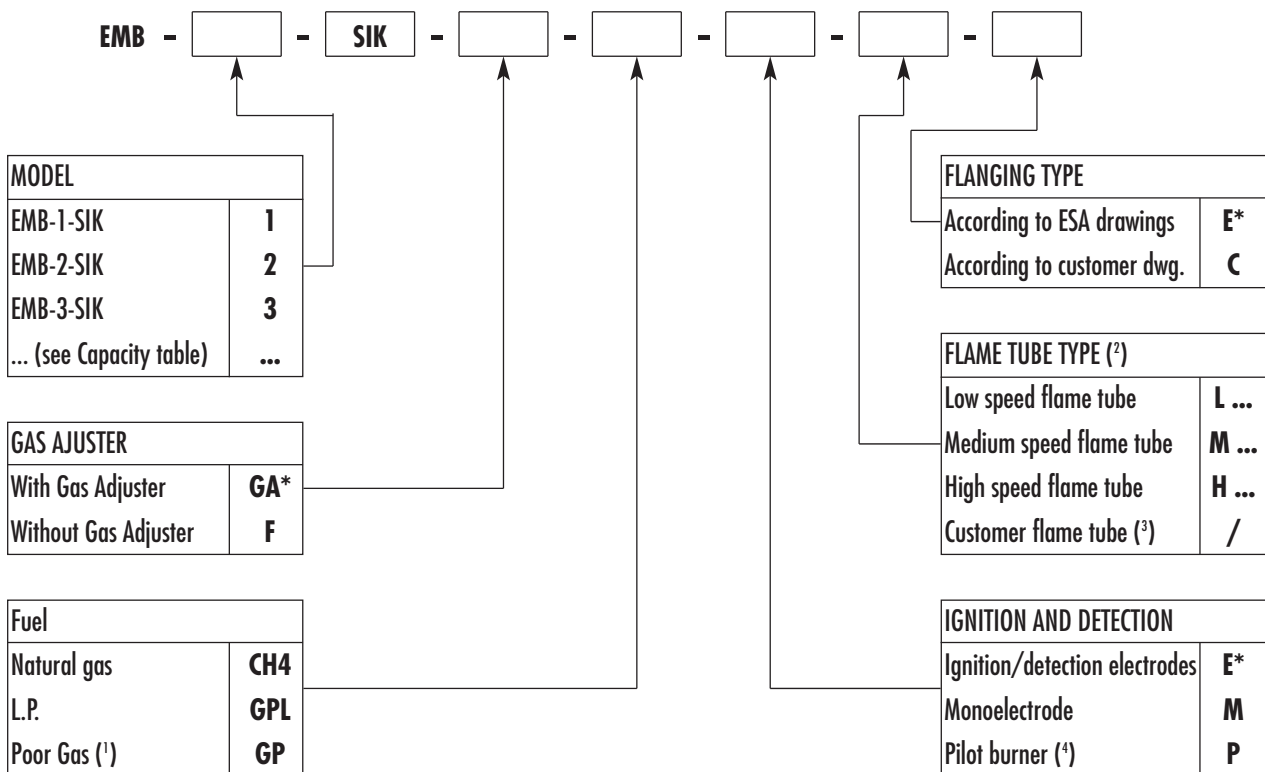 EMB - - SIK - - - - -
MODEL
EMB-1-SIK 1
EMB-2-SIK 2
EMB-3-SIK 3
... (see Capacity table) ...
GAS AJUSTER
With Gas Adjuster GA*
Without Gas Adjuster F
Fuel
Natural gas CH4
L.P. GPL
Poor Gas (¹) GP
FLANGING TYPE
According to ESA drawings E*
According to customer dwg. C
FLAME TUBE TYPE (²)
Low speed flame tube L ...
Medium speed flame tube M ...
High speed flame tube H ...
Customer flame tube (³) /
IGNITION AND DETECTION
Ignition/detection electrodes E*
Monoelectrode M
Pilot burner (⁴) P